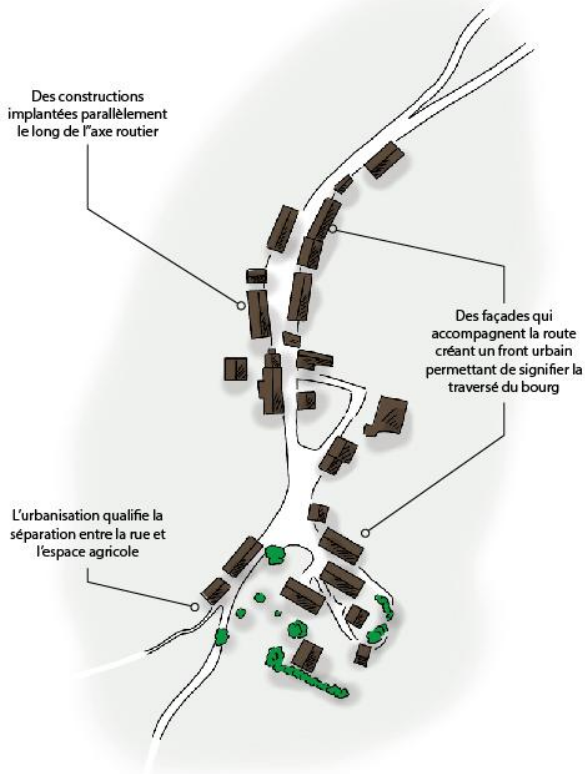 Des constructions
implantées parallèlement
le long de l"axe routier
Des façades qui
accompagnent la route
créant un front urbain
permettant de signifier la
traversé du bourg
L'urbanisation qualifie la
séparation entre la rue et
l'espace agricole